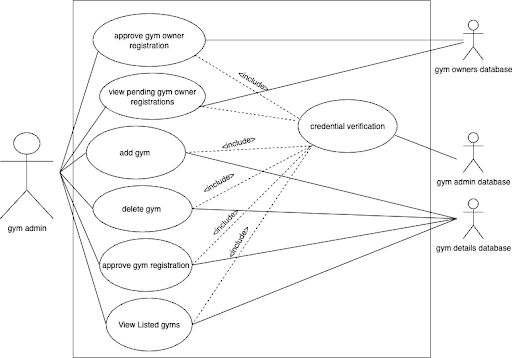 approve gym owner
registration
gym owners database
<include>
view pending gym owner
registrations
credential verification
<include>
add gym
gym admin database
<include>
delete gym
gym admin
<include>
gym details database
<include>
approve gym registration
View Listed gyms